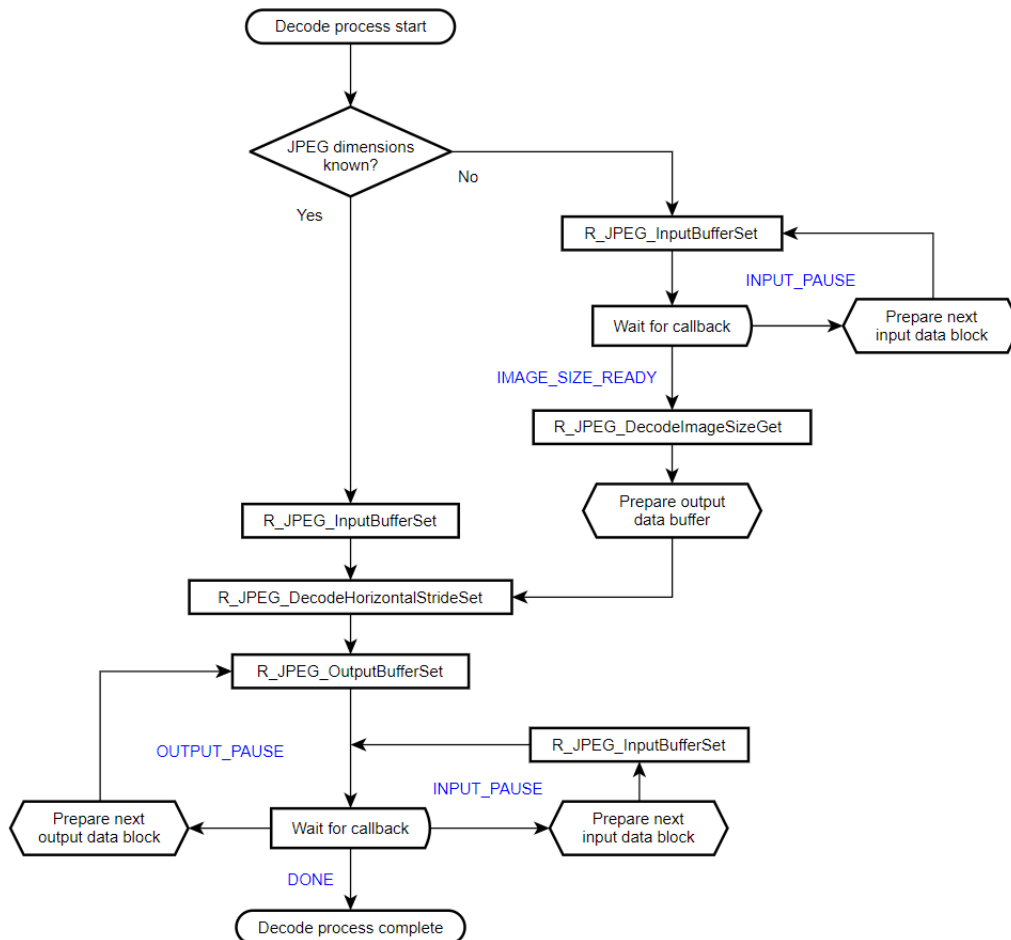 Decode process start
JPEG dimensions
known?
No
Yes
R_JPEG_InputBufferSet
INPUT_PAUSE
Wait for callback
Prepare next
input data block
IMAGE_SIZE_READY
R_JPEG_DecodeImageSizeGet
Prepare output
data buffer
R_JPEG_InputBufferSet
R_JPEG_DecodeHorizontalStrideSet
R_JPEG_OutputBufferSet
OUTPUT_PAUSE
R_JPEG_InputBufferSet
INPUT_PAUSE
Prepare next
output data block
Wait for callback
Prepare next
input data block
DONE
Decode process complete